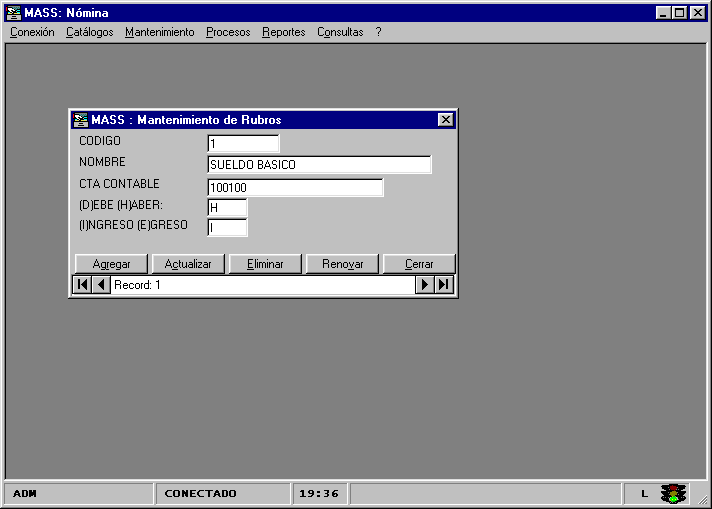 MASS: Nómina
Conexión Catálogos Mantenimiento Procesos Reportes Consultas ?
MASS : Mantenimiento de Rubros
CODIGO 1
NOMBRE SUELDO BASICO
CTA CONTABLE 100100
(D)EBE (H)ABER: H
(I)NGRESO (E)GRESO I
Agregar Actualizar Eliminar Renovar Cerrar
Record: 1
ADM CONECTADO 19:36 L